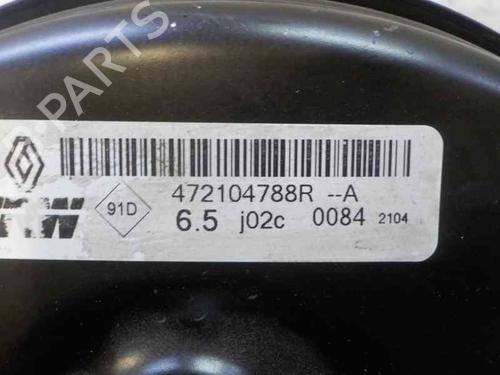 B-PARTS
472104788R --A
TRW
91D
6.5 j02c 0084 2104